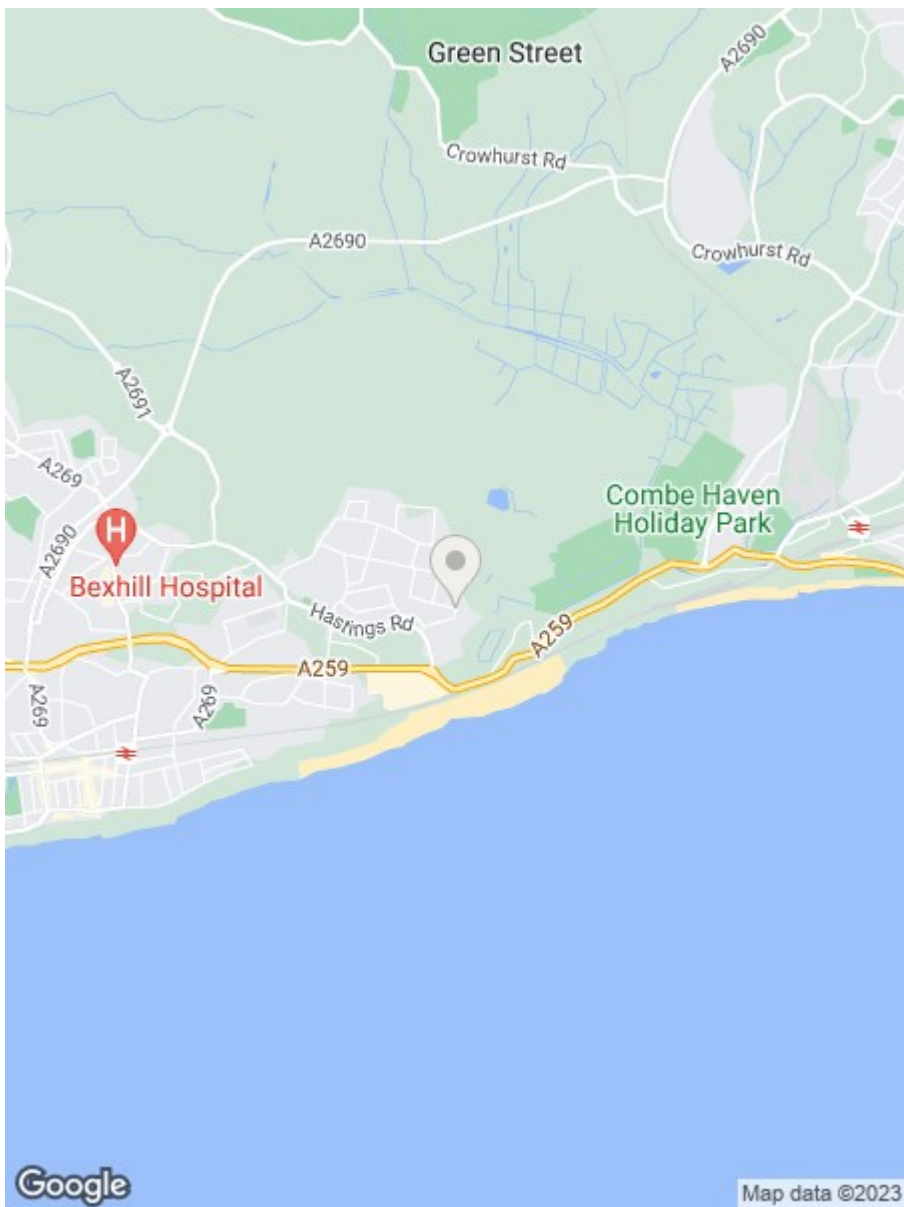 Green Street
A2690
Crowhurst Rd
A2690
Crowhurst Rd
A2691
A269
Combe Haven
Holiday Park
A2690
H
Bexhill Hospital
Hastings Rd
A259
A259
A269
A269
Google
Map data ©2023